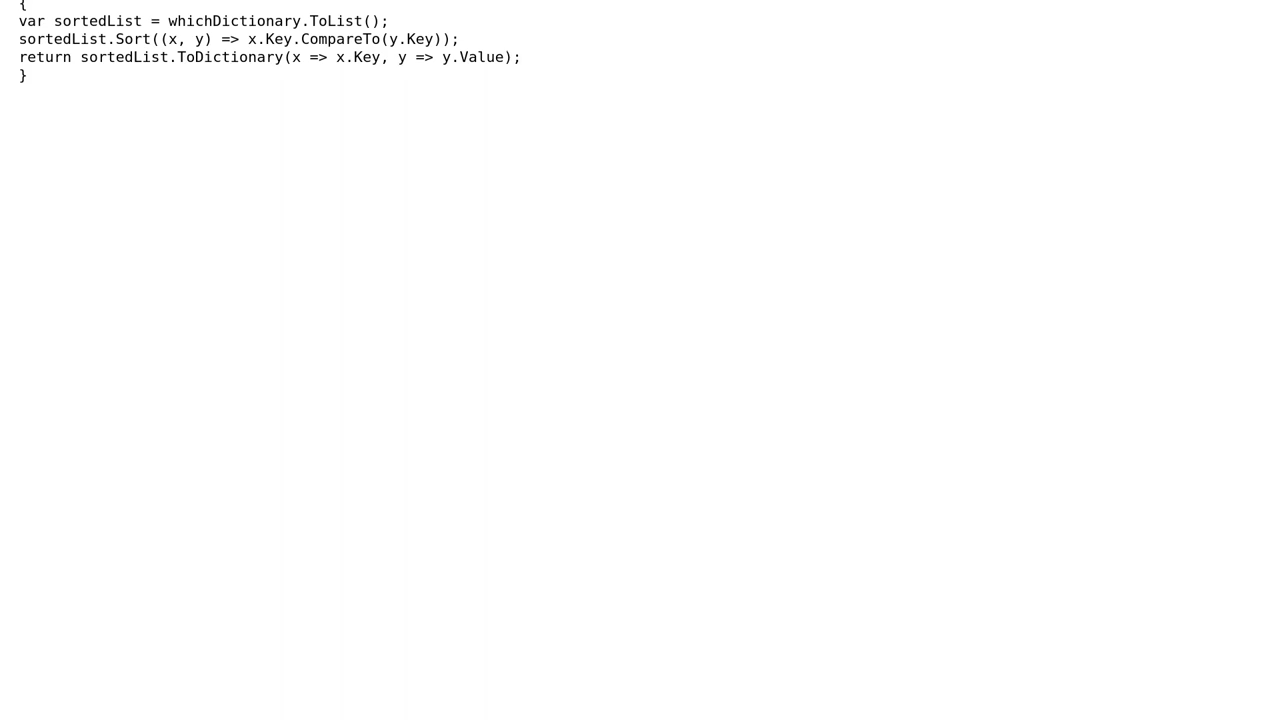 {
var sortedList = whichDictionary.ToList();
sortedList.Sort((x, y) => x.Key.CompareTo(y.Key));
return sortedList.ToDictionary(x => x.Key, y => y.Value);
}